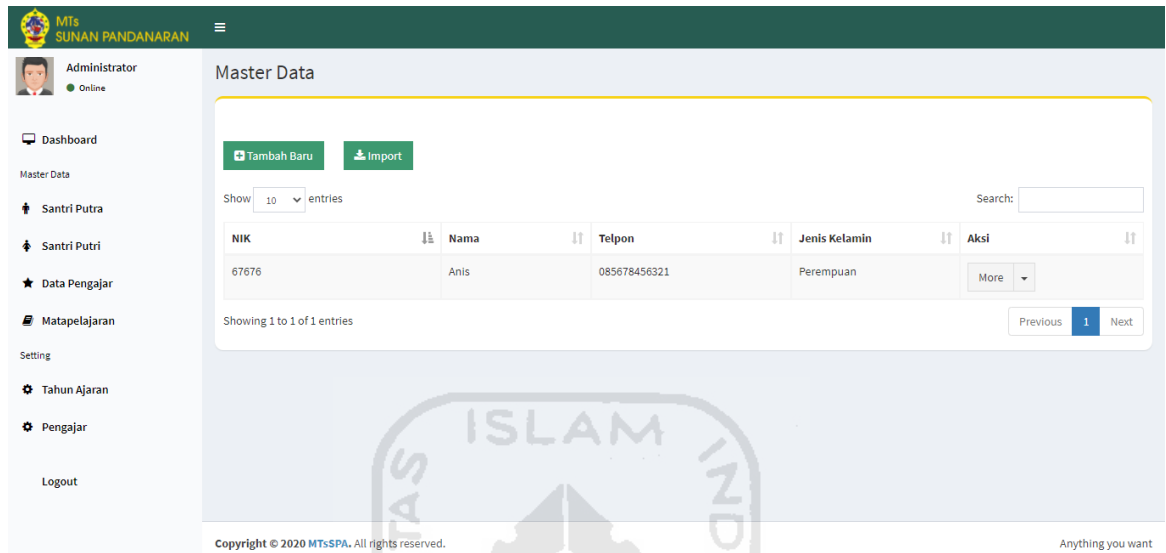 MTs
SUNAN PANDANARAN
Administrator
Online
Dashboard
Master Data
Santri Putra
Santri Putri
Data Pengajar
Matapelajaran
Setting
Tahun Ajaran
Pengajar
Logout
Master Data
Tambah Baru Import
Show 10 entries Search:
NIK Nama Telpon Jenis Kelamin Aksi
67676 Anis 085678456321 Perempuan More
Showing 1 to 1 of 1 entries Previous 1 Next
ISLAM
TAS
IND
Copyright © 2020 MTsSPA. All rights reserved. Anything you want